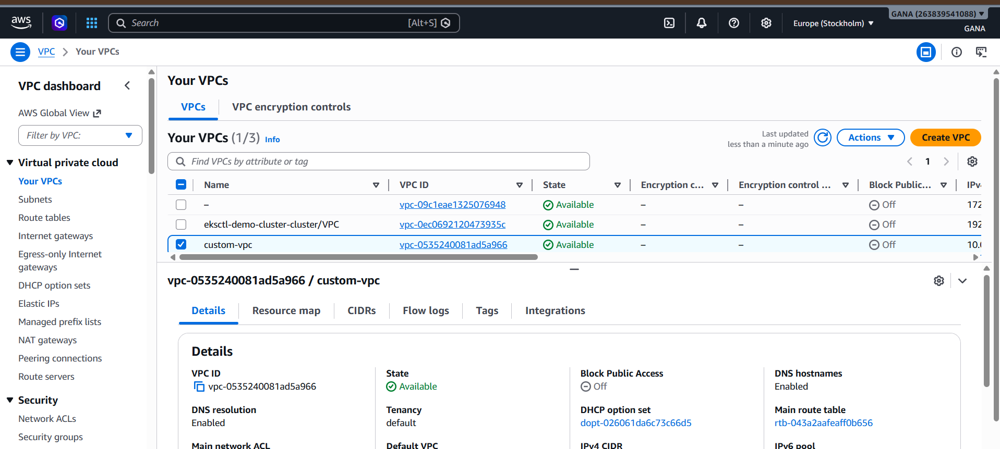 aws
Search
[Alt+S]
Europe (Stockholm)
GANA (263839541088)
GANA
VPC
Your VPCs
VPC dashboard
AWS Global View
Filter by VPC:
Virtual private cloud
Your VPCs
Subnets
Route tables
Internet gateways
Egress-only Internet
gateways
DHCP option sets
Elastic IPs
Managed prefix lists
NAT gateways
Peering connections
Route servers
Security
Network ACLs
Security groups
Your VPCs
VPCs
VPC encryption controls
Your VPCs (1/3) Info
Last updated
less than a minute ago
Actions
Create VPC
Find VPCs by attribute or tag
1
Name VPC ID State Encryption c... Encryption control ... Block Public... IPv
– vpc-09c1eae1325076948 Available – – Off 172
eksctl-demo-cluster-cluster/VPC vpc-0ec0692120473935c Available – – Off 192
custom-vpc vpc-0535240081ad5a966 Available – – Off 10.
vpc-0535240081ad5a966 / custom-vpc
Details Resource map CIDRs Flow logs Tags Integrations
Details
VPC ID
vpc-0535240081ad5a966
State
Available
Block Public Access
Off
DNS hostnames
Enabled
DNS resolution
Enabled
Tenancy
default
DHCP option set
dopt-026061da6c73c66d5
Main route table
rtb-043a2aafeaff0b656
Main network ACL
Default VPC
IPv4 CIDR
IPv6 pool